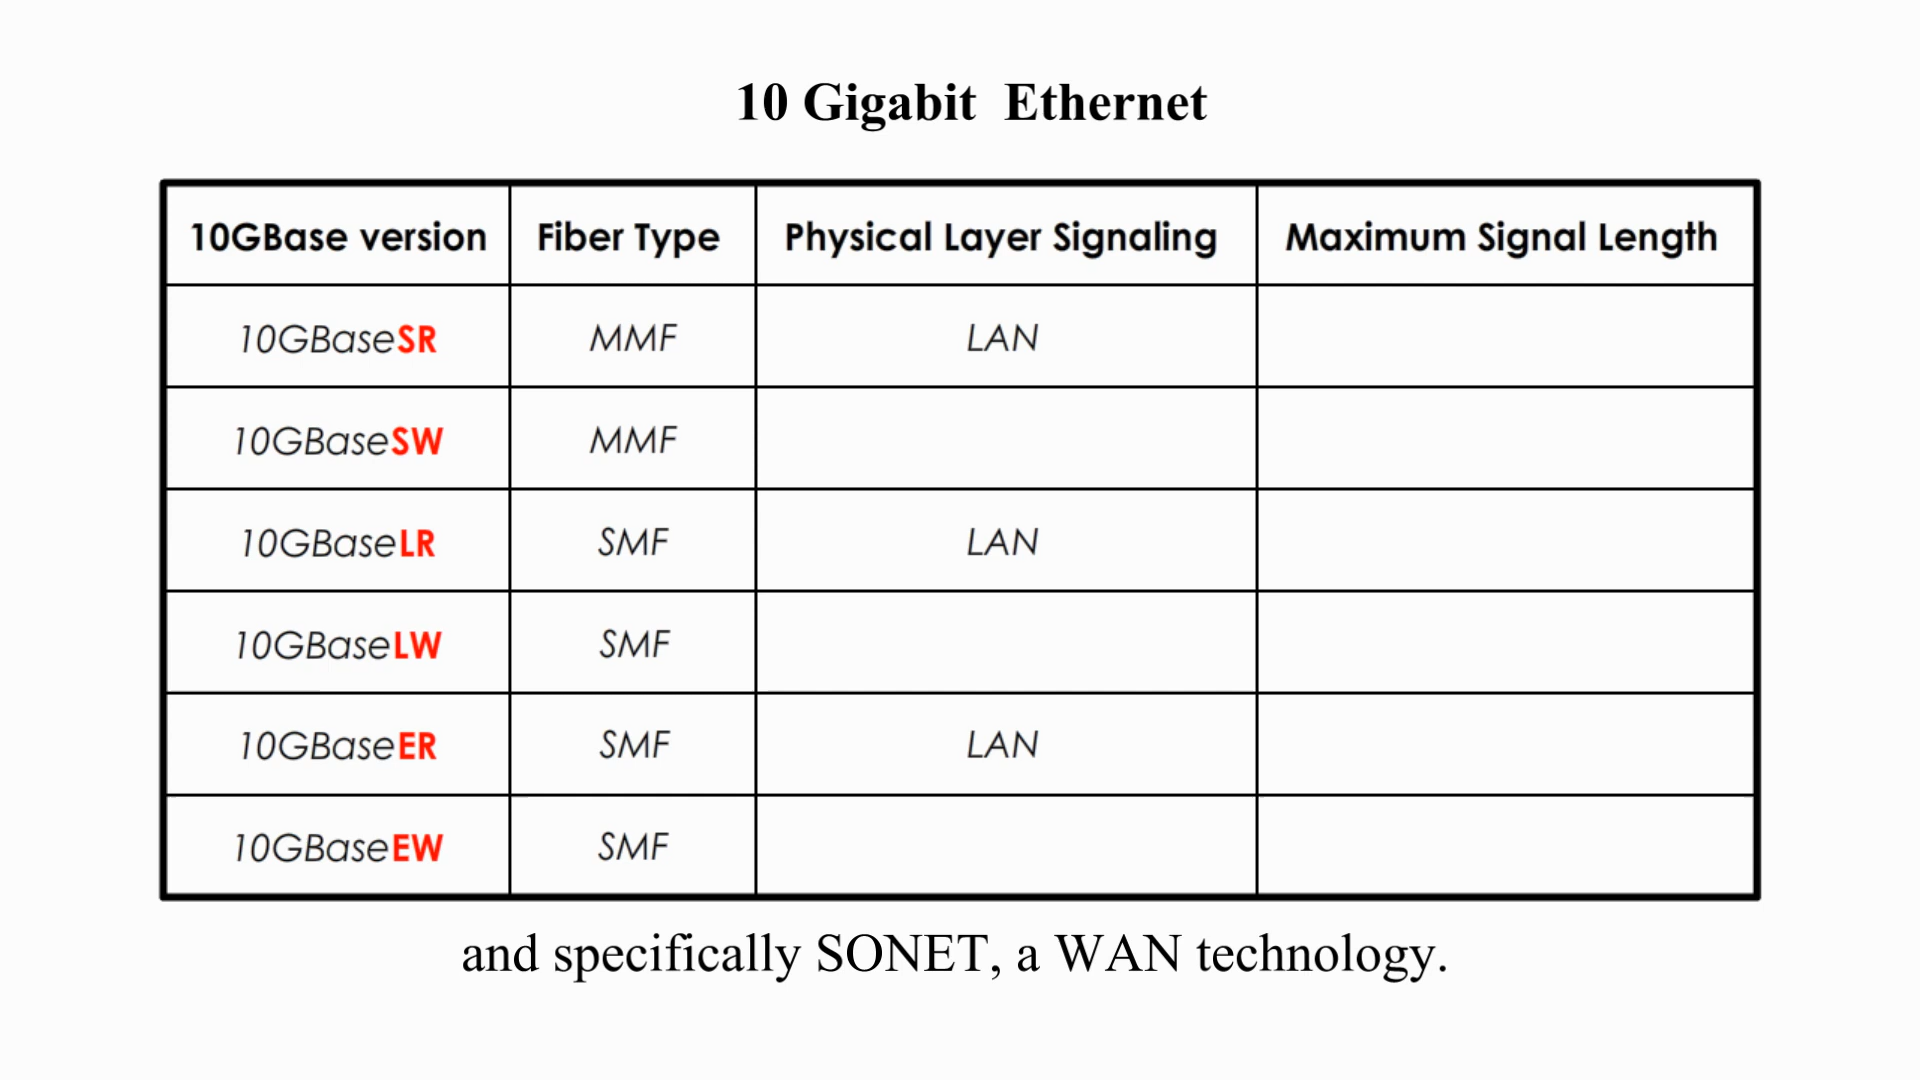 10 Gigabit  Ethernet
10GBase version Fiber Type Physical Layer Signaling Maximum Signal Length
10GBaseSR MMF LAN
10GBaseSW MMF
10GBaseLR SMF LAN
10GBaseLW SMF
10GBaseER SMF LAN
10GBaseEW SMF
and specifically SONET, a WAN technology.